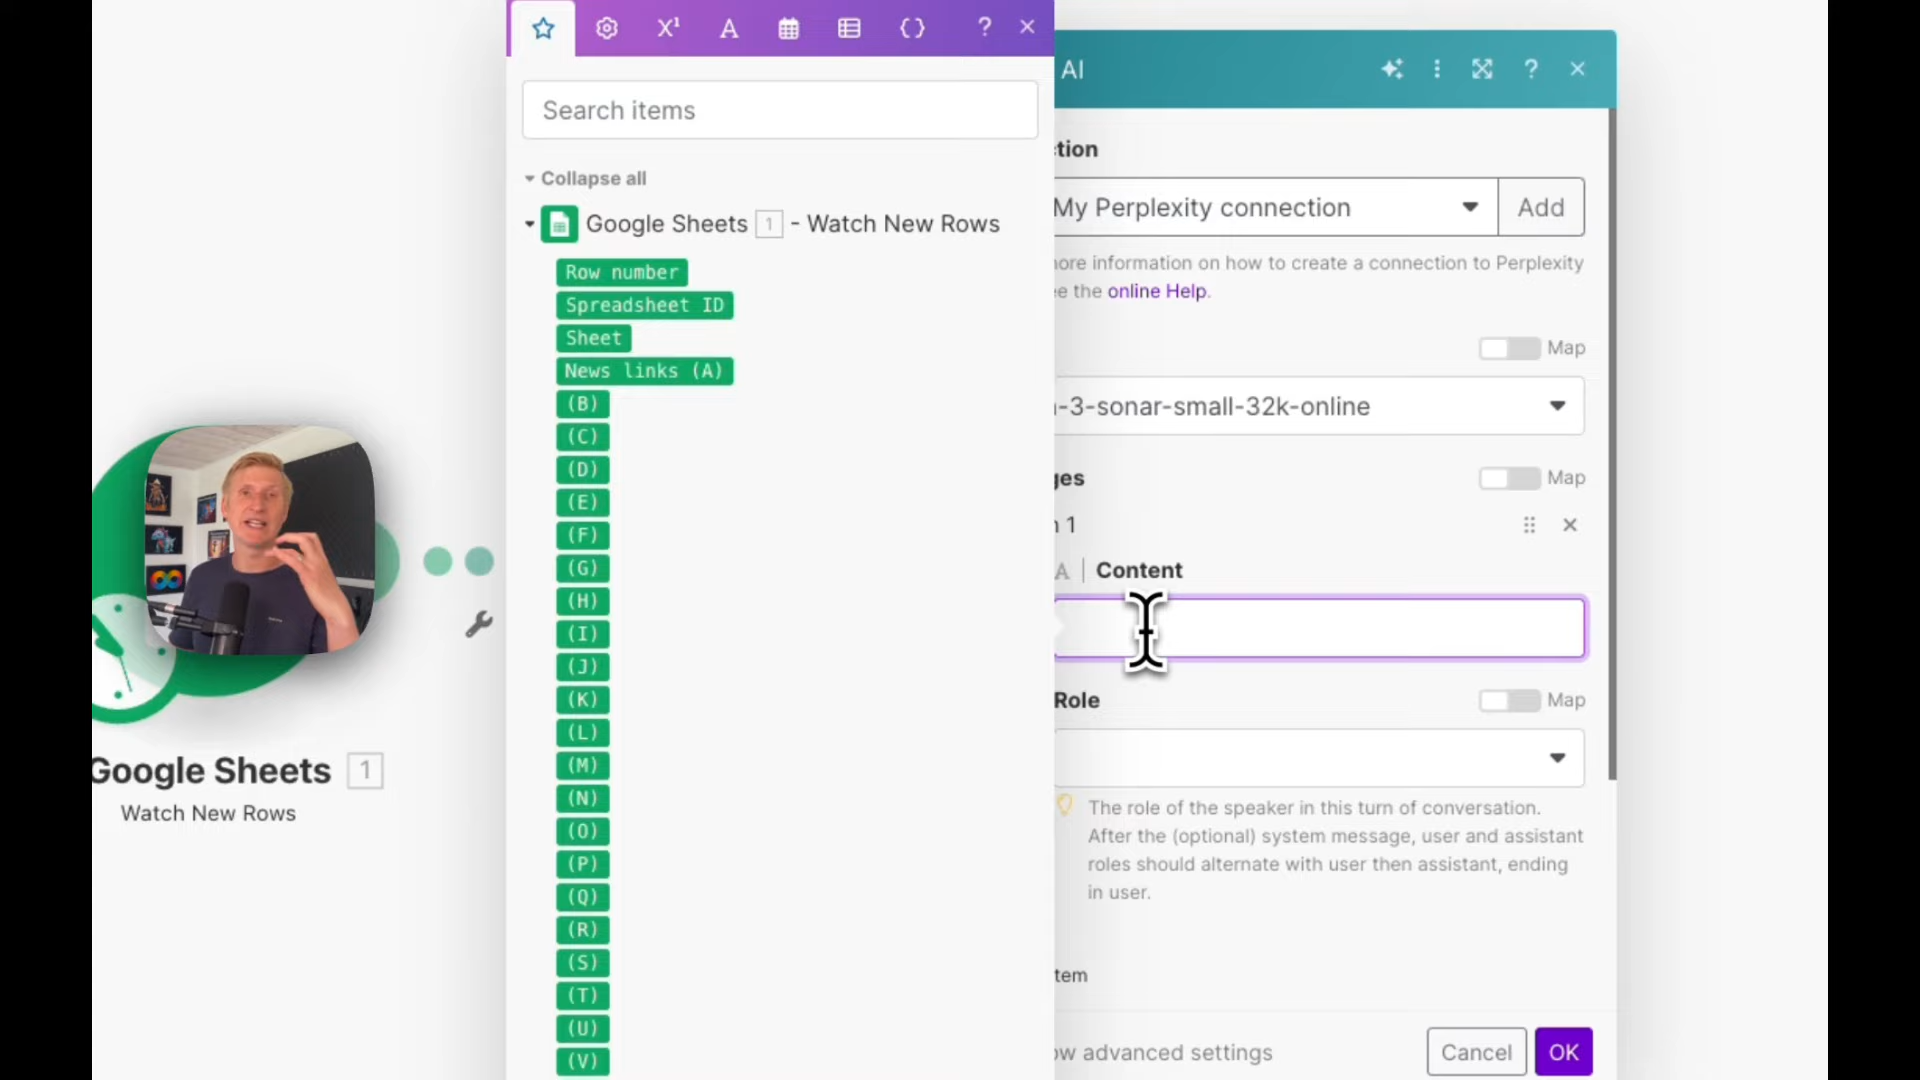 X¹ A ?
Search items
Collapse all
Google Sheets 1 - Watch New Rows
Row number
Spreadsheet ID
Sheet
News links (A)
(B)
(C)
(D)
(E)
(F)
(G)
(H)
(I)
(J)
(K)
(L)
(M)
(N)
(O)
(P)
(Q)
(R)
(S)
(T)
(U)
(V)
AI ?
tion
My Perplexity connection Add
ore information on how to create a connection to Perplexity
e the online Help.
Map
-3-sonar-small-32k-online
ges Map
1
A Content
Role Map
The role of the speaker in this turn of conversation.
After the (optional) system message, user and assistant
roles should alternate with user then assistant, ending
in user.
tem
ow advanced settings
Cancel OK
Google Sheets 1
Watch New Rows